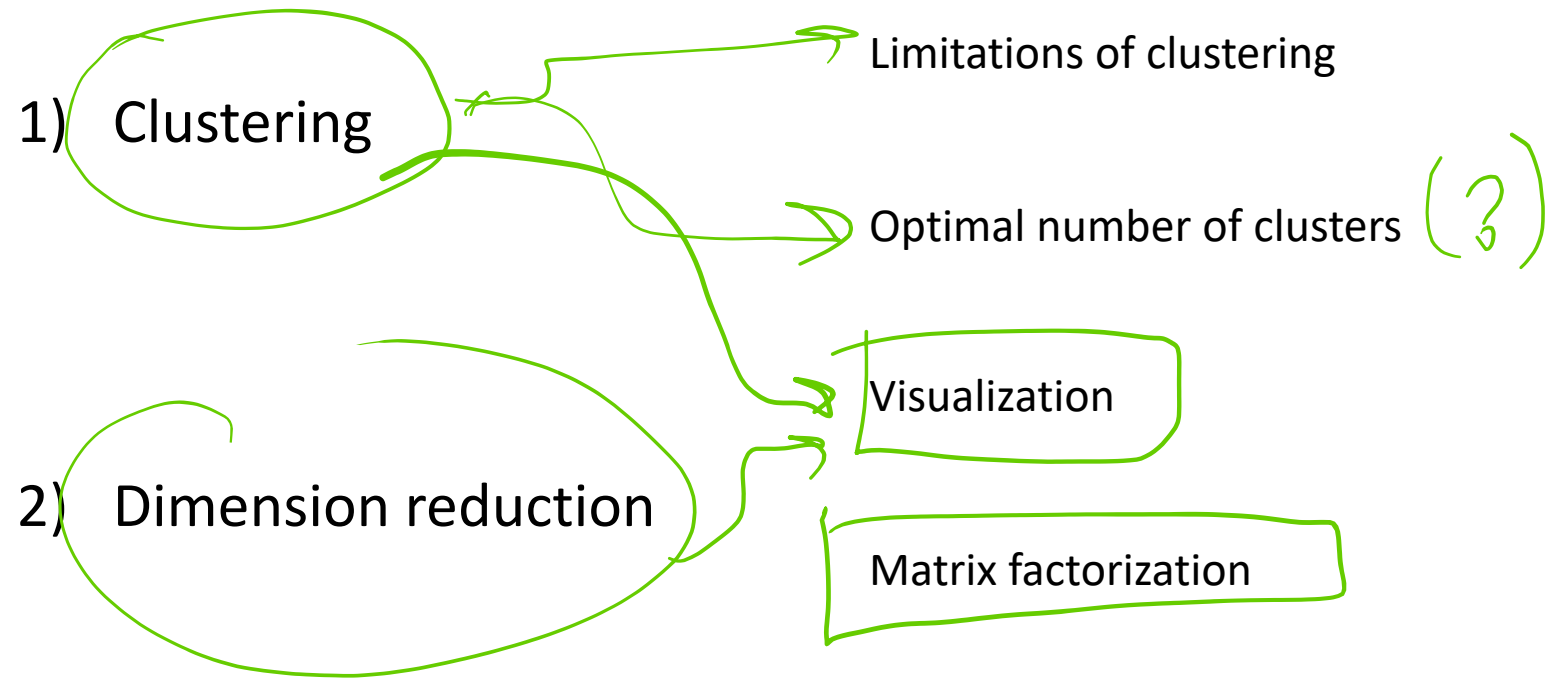 1) Clustering
Limitations of clustering
Optimal number of clusters (?)
Visualization
2) Dimension reduction
Matrix factorization